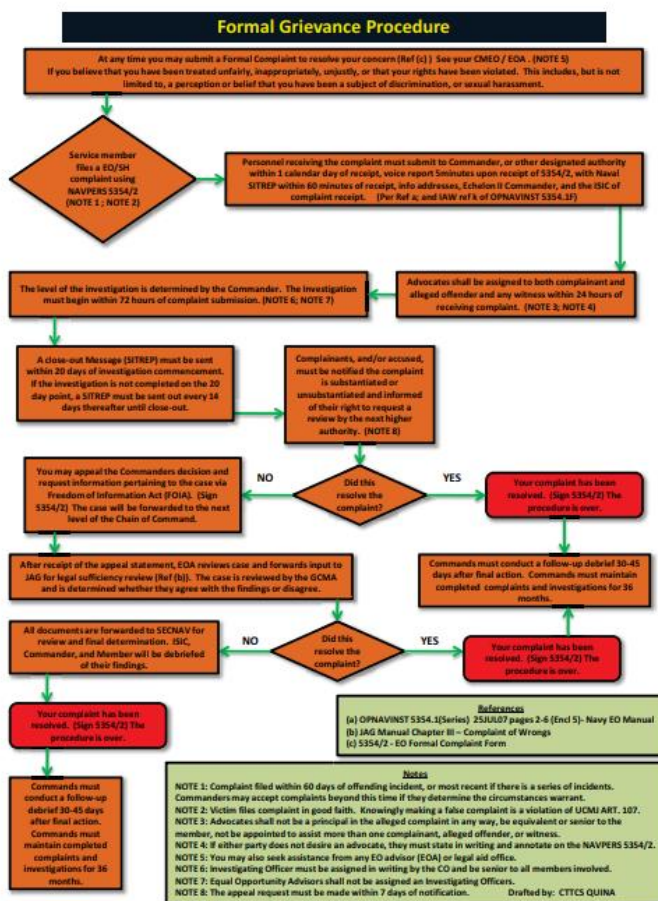 Formal Grievance Procedure
At any time you may submit a Formal Complaint to resolve your concern (Ref (c) ) See your CMEO / EOA . (NOTE 5)
If you believe that you have been treated unfairly, inappropriately, unjustly, or that your rights have been violated. This includes, but is not
limited to, a perception or belief that you have been a subject of discrimination, or sexual harassment.
Service member
files a EO/SH
complaint using
NAVPERS 5354/2
(NOTE 1 ; NOTE 2)
Personnel receiving the complaint must submit to Commander, or other designated authority
within 1 calendar day of receipt, voice report 5minutes upon receipt of 5354/2, with Naval
SITREP within 60 minutes of receipt, info addresses, Echelon II Commander, and the ISIC of
complaint receipt. (Per Ref a; and IAW ref k of OPNAVINST 5354.1F)
The level of the investigation is determined by the Commander. The Investigation
must begin within 72 hours of complaint submission. (NOTE 6; NOTE 7)
Advocates shall be assigned to both complainant and
alleged offender and any witness within 24 hours of
receiving complaint. (NOTE 3; NOTE 4)
A close-out Message (SITREP) must be sent
within 20 days of investigation commencement.
If the investigation is not completed on the 20
day point, a SITREP must be sent out every 14
days thereafter until close-out.
Complainants, and/or accused,
must be notified the complaint
is substantiated or
unsubstantiated and informed
of their right to request a
review by the next higher
authority. (NOTE 8)
You may appeal the Commanders decision and
request information pertaining to the case via
Freedom of Information Act (FOIA). (Sign
5354/2) The case will be forwarded to the next
level of the Chain of Command.
NO
Did this
resolve the
complaint?
YES
Your complaint has been
resolved. (Sign 5354/2) The
procedure is over.
After receipt of the appeal statement, EOA reviews case and forwards input to
JAG for legal sufficiency review (Ref (b)). The case is reviewed by the GCMA
and is determined whether they agree with the findings or disagree.
Commands must conduct a follow-up debrief 30-45
days after final action. Commands must maintain
completed complaints and investigations for 36
months.
All documents are forwarded to SECNAV for
review and final determination. ISIC,
Commander, and Member will be debriefed
of their findings.
NO
Did this
resolve the
complaint?
YES
Your complaint has been
resolved. (Sign 5354/2) The
procedure is over.
Your complaint has been
resolved. (Sign 5354/2) The
procedure is over.
References
(a) OPNAVINST 5354.1(Series) 25JUL07 pages 2-6 (Encl 5)- Navy EO Manual
(b) JAG Manual Chapter III – Complaint of Wrongs
(c) 5354/2 - EO Formal Complaint Form
Commands must
conduct a follow-up
debrief 30-45 days
after final action.
Commands must
maintain completed
complaints and
investigations for 36
months.
Notes
NOTE 1: Complaint filed within 60 days of offending incident, or most recent if there is a series of incidents.
Commanders may accept complaints beyond this time if they determine the circumstances warrant.
NOTE 2: Victim files complaint in good faith. Knowingly making a false complaint is a violation of UCMJ ART. 107.
NOTE 3: Advocates shall not be a principal in the alleged complaint in any way, be equivalent or senior to the
member, not be appointed to assist more than one complainant, alleged offender, or witness.
NOTE 4: If either party does not desire an advocate, they must state in writing and annotate on the NAVPERS 5354/2.
NOTE 5: You may also seek assistance from any EO advisor (EOA) or legal aid office.
NOTE 6: Investigating Officer must be assigned in writing by the CO and be senior to all members involved.
NOTE 7: Equal Opportunity Advisors shall not be assigned an Investigating Officers.
NOTE 8: The appeal request must be made within 7 days of notification. Drafted by: CTTCS QUINA